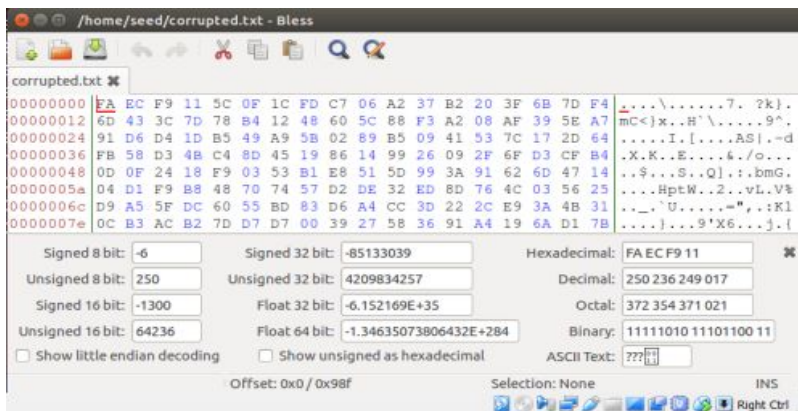 /home/seed/corrupted.txt - Bless
corrupted.txt
00000000 FA EC F9 11 5C 0F 1C FD C7 06 A2 37 B2 20 3F 6B 7D F4 ....\......7. ?k}.
00000012 6D 43 3C 7D 78 B4 12 48 60 5C 88 F3 A2 08 AF 39 5E A7 mC<}x..H`\.....9^.
00000024 91 D6 D4 1D B5 49 A9 5B 02 89 B5 09 41 53 7C 17 2D 64 .....I.[....AS|.-d
00000036 FB 58 D3 4B C4 8D 45 19 86 14 99 26 09 2F 6F D3 CF B4 .X.K..E....&./o...
00000048 0D 0F 24 18 F9 03 53 B1 E8 51 5D 99 3A 91 62 6D 47 14 ..$...S..Q].:.bmG.
0000005a 04 D1 F9 B8 48 70 74 57 D2 DE 32 ED 8D 76 4C 03 56 25 ....HptW..2..vL.V%
0000006c D9 A5 5F DC 60 55 BD 83 D6 A4 CC 3D 22 2C E9 3A 4B 31 .._.`U.....=",.:K1
0000007e 0C B3 AC B2 7D D7 D7 00 39 27 58 36 91 A4 19 6A D1 7B ....}...9'X6...j.{
Signed 8 bit: -6 Signed 32 bit: -85133039 Hexadecimal: FA EC F9 11
Unsigned 8 bit: 250 Unsigned 32 bit: 4209834257 Decimal: 250 236 249 017
Signed 16 bit: -1300 Float 32 bit: -6.152169E+35 Octal: 372 354 371 021
Unsigned 16 bit: 64236 Float 64 bit: -1.34635073806432E+284 Binary: 11111010 11101100 11
Show little endian decoding Show unsigned as hexadecimal ASCII Text: ???
Offset: 0x0 / 0x98f Selection: None INS
Right Ctrl